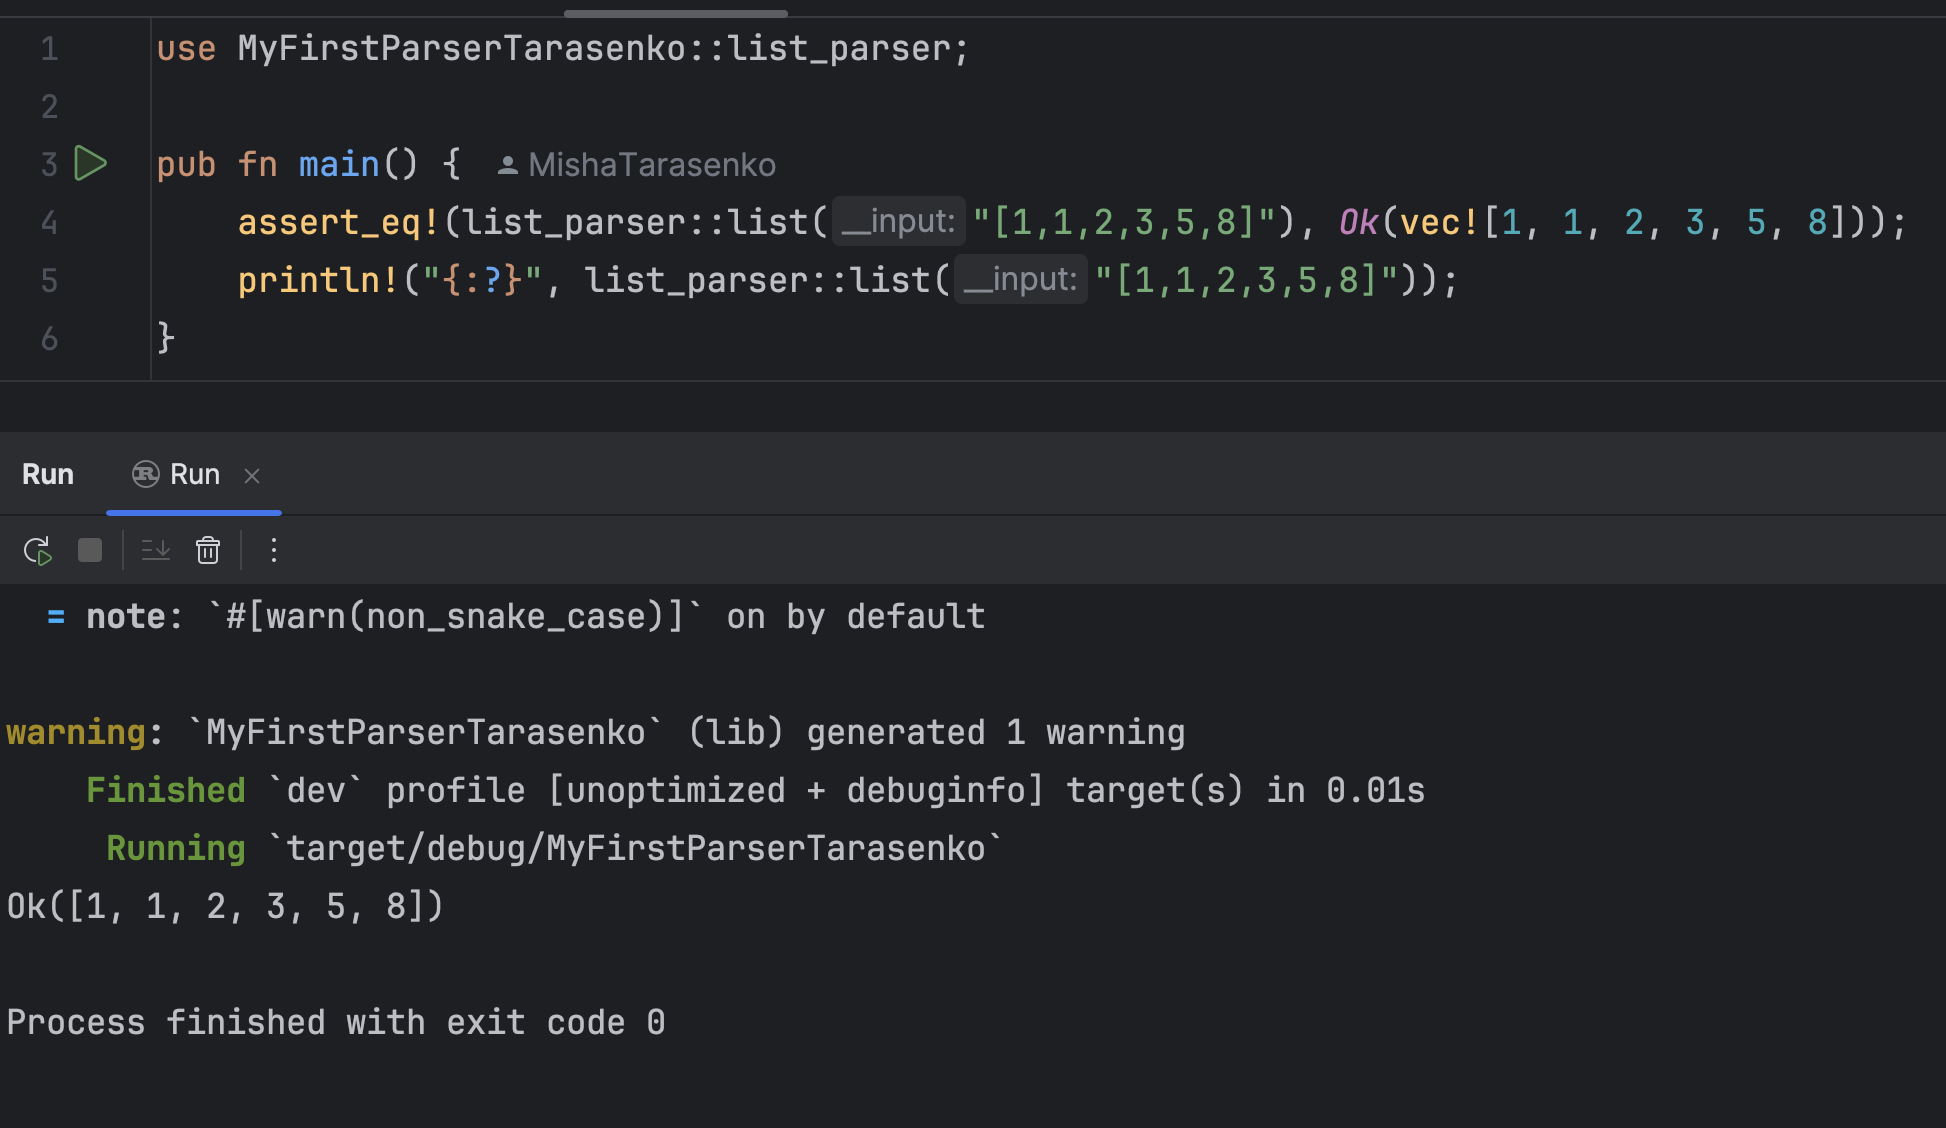 1 use MyFirstParserTarasenko::list_parser;
2
3 pub fn main() { MishaTarasenko
4 assert_eq!(list_parser::list(__input: "[1,1,2,3,5,8]"), Ok(vec![1, 1, 2, 3, 5, 8]));
5 println!("{:?}", list_parser::list(__input: "[1,1,2,3,5,8]"));
6 }
Run Run
= note: `#[warn(non_snake_case)]` on by default
warning: `MyFirstParserTarasenko` (lib) generated 1 warning
Finished `dev` profile [unoptimized + debuginfo] target(s) in 0.01s
Running `target/debug/MyFirstParserTarasenko`
Ok([1, 1, 2, 3, 5, 8])
Process finished with exit code 0